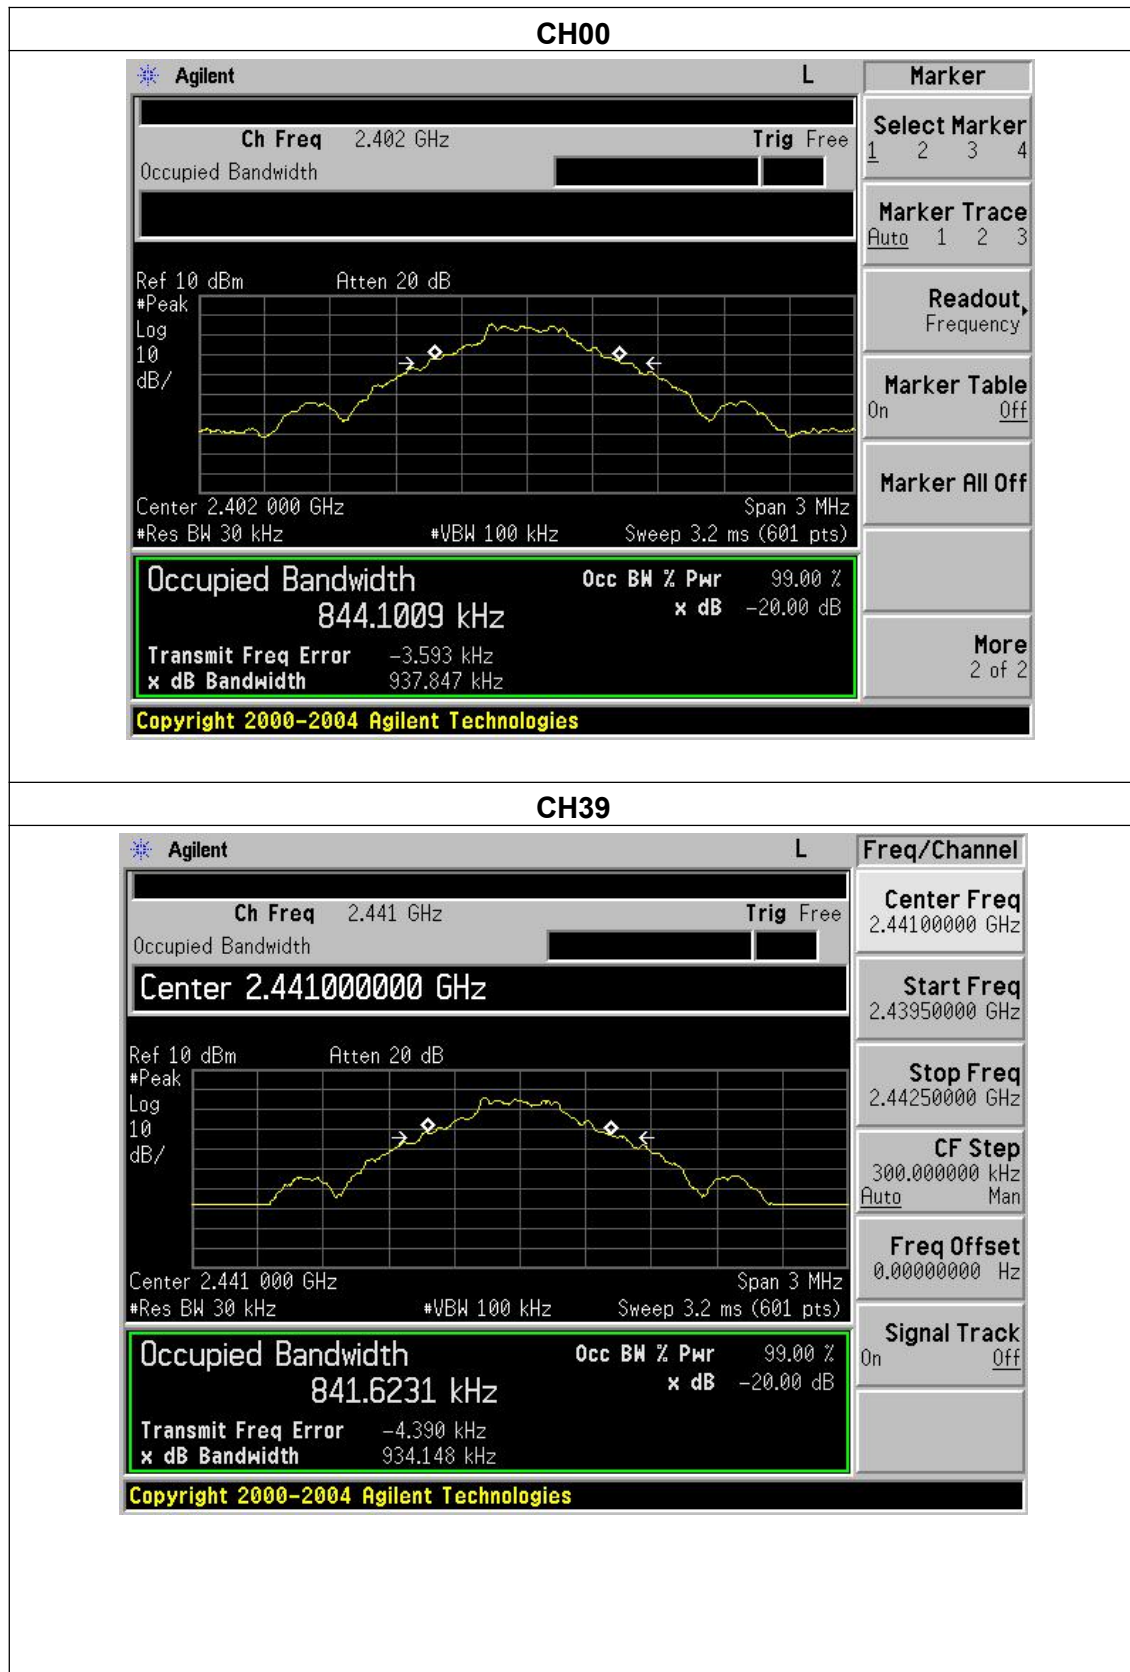 CH00
Agilent L Marker
Ch Freq 2.402 GHz Trig Free
Occupied Bandwidth
Select Marker
1 2 3 4
Marker Trace
Auto 1 2 3
Readout
Frequency
Marker Table
On Off
Marker All Off
More
2 of 2
Ref 10 dBm Atten 20 dB
#Peak
Log
10
dB/
Center 2.402 000 GHz Span 3 MHz
#Res BW 30 kHz #VBW 100 kHz Sweep 3.2 ms (601 pts)
Occupied Bandwidth Occ BW % Pwr 99.00 %
844.1009 kHz x dB -20.00 dB
Transmit Freq Error -3.593 kHz
x dB Bandwidth 937.847 kHz
Copyright 2000-2004 Agilent Technologies
CH39
Agilent L Freq/Channel
Ch Freq 2.441 GHz Trig Free
Occupied Bandwidth
Center 2.441000000 GHz
Center Freq
2.44100000 GHz
Start Freq
2.43950000 GHz
Stop Freq
2.44250000 GHz
CF Step
300.000000 kHz
Auto Man
Freq Offset
0.00000000 Hz
Signal Track
On Off
Ref 10 dBm Atten 20 dB
#Peak
Log
10
dB/
Center 2.441 000 GHz Span 3 MHz
#Res BW 30 kHz #VBW 100 kHz Sweep 3.2 ms (601 pts)
Occupied Bandwidth Occ BW % Pwr 99.00 %
841.6231 kHz x dB -20.00 dB
Transmit Freq Error -4.390 kHz
x dB Bandwidth 934.148 kHz
Copyright 2000-2004 Agilent Technologies